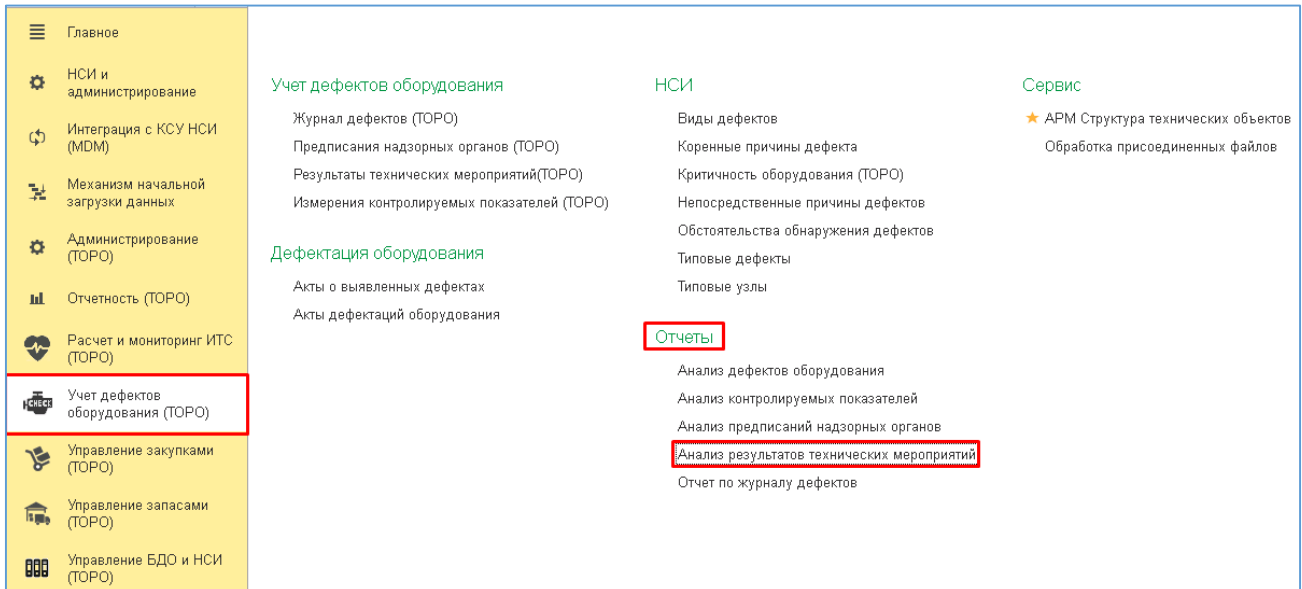 Главное
НСИ и
администрирование
Интеграция с КСУ НСИ
(MDM)
Механизм начальной
загрузки данных
Администрирование
(ТОРО)
Отчетность (ТОРО)
Расчет и мониторинг ИТС
(ТОРО)
CHECK
Учет дефектов
оборудования (ТОРО)
Управление закупками
(ТОРО)
Управление запасами
(ТОРО)
Управление БДО и НСИ
(ТОРО)
Учет дефектов оборудования
Журнал дефектов (ТОРО)
Предписания надзорных органов (ТОРО)
Результаты технических мероприятий(ТОРО)
Измерения контролируемых показателей (ТОРО)
Дефектация оборудования
Акты о выявленных дефектах
Акты дефектаций оборудования
НСИ
Виды дефектов
Коренные причины дефекта
Критичность оборудования (ТОРО)
Непосредственные причины дефектов
Обстоятельства обнаружения дефектов
Типовые дефекты
Типовые узлы
Отчеты
Анализ дефектов оборудования
Анализ контролируемых показателей
Анализ предписаний надзорных органов
Анализ результатов технических мероприятий
Отчет по журналу дефектов
Сервис
АРМ Структура технических объектов
Обработка присоединенных файлов